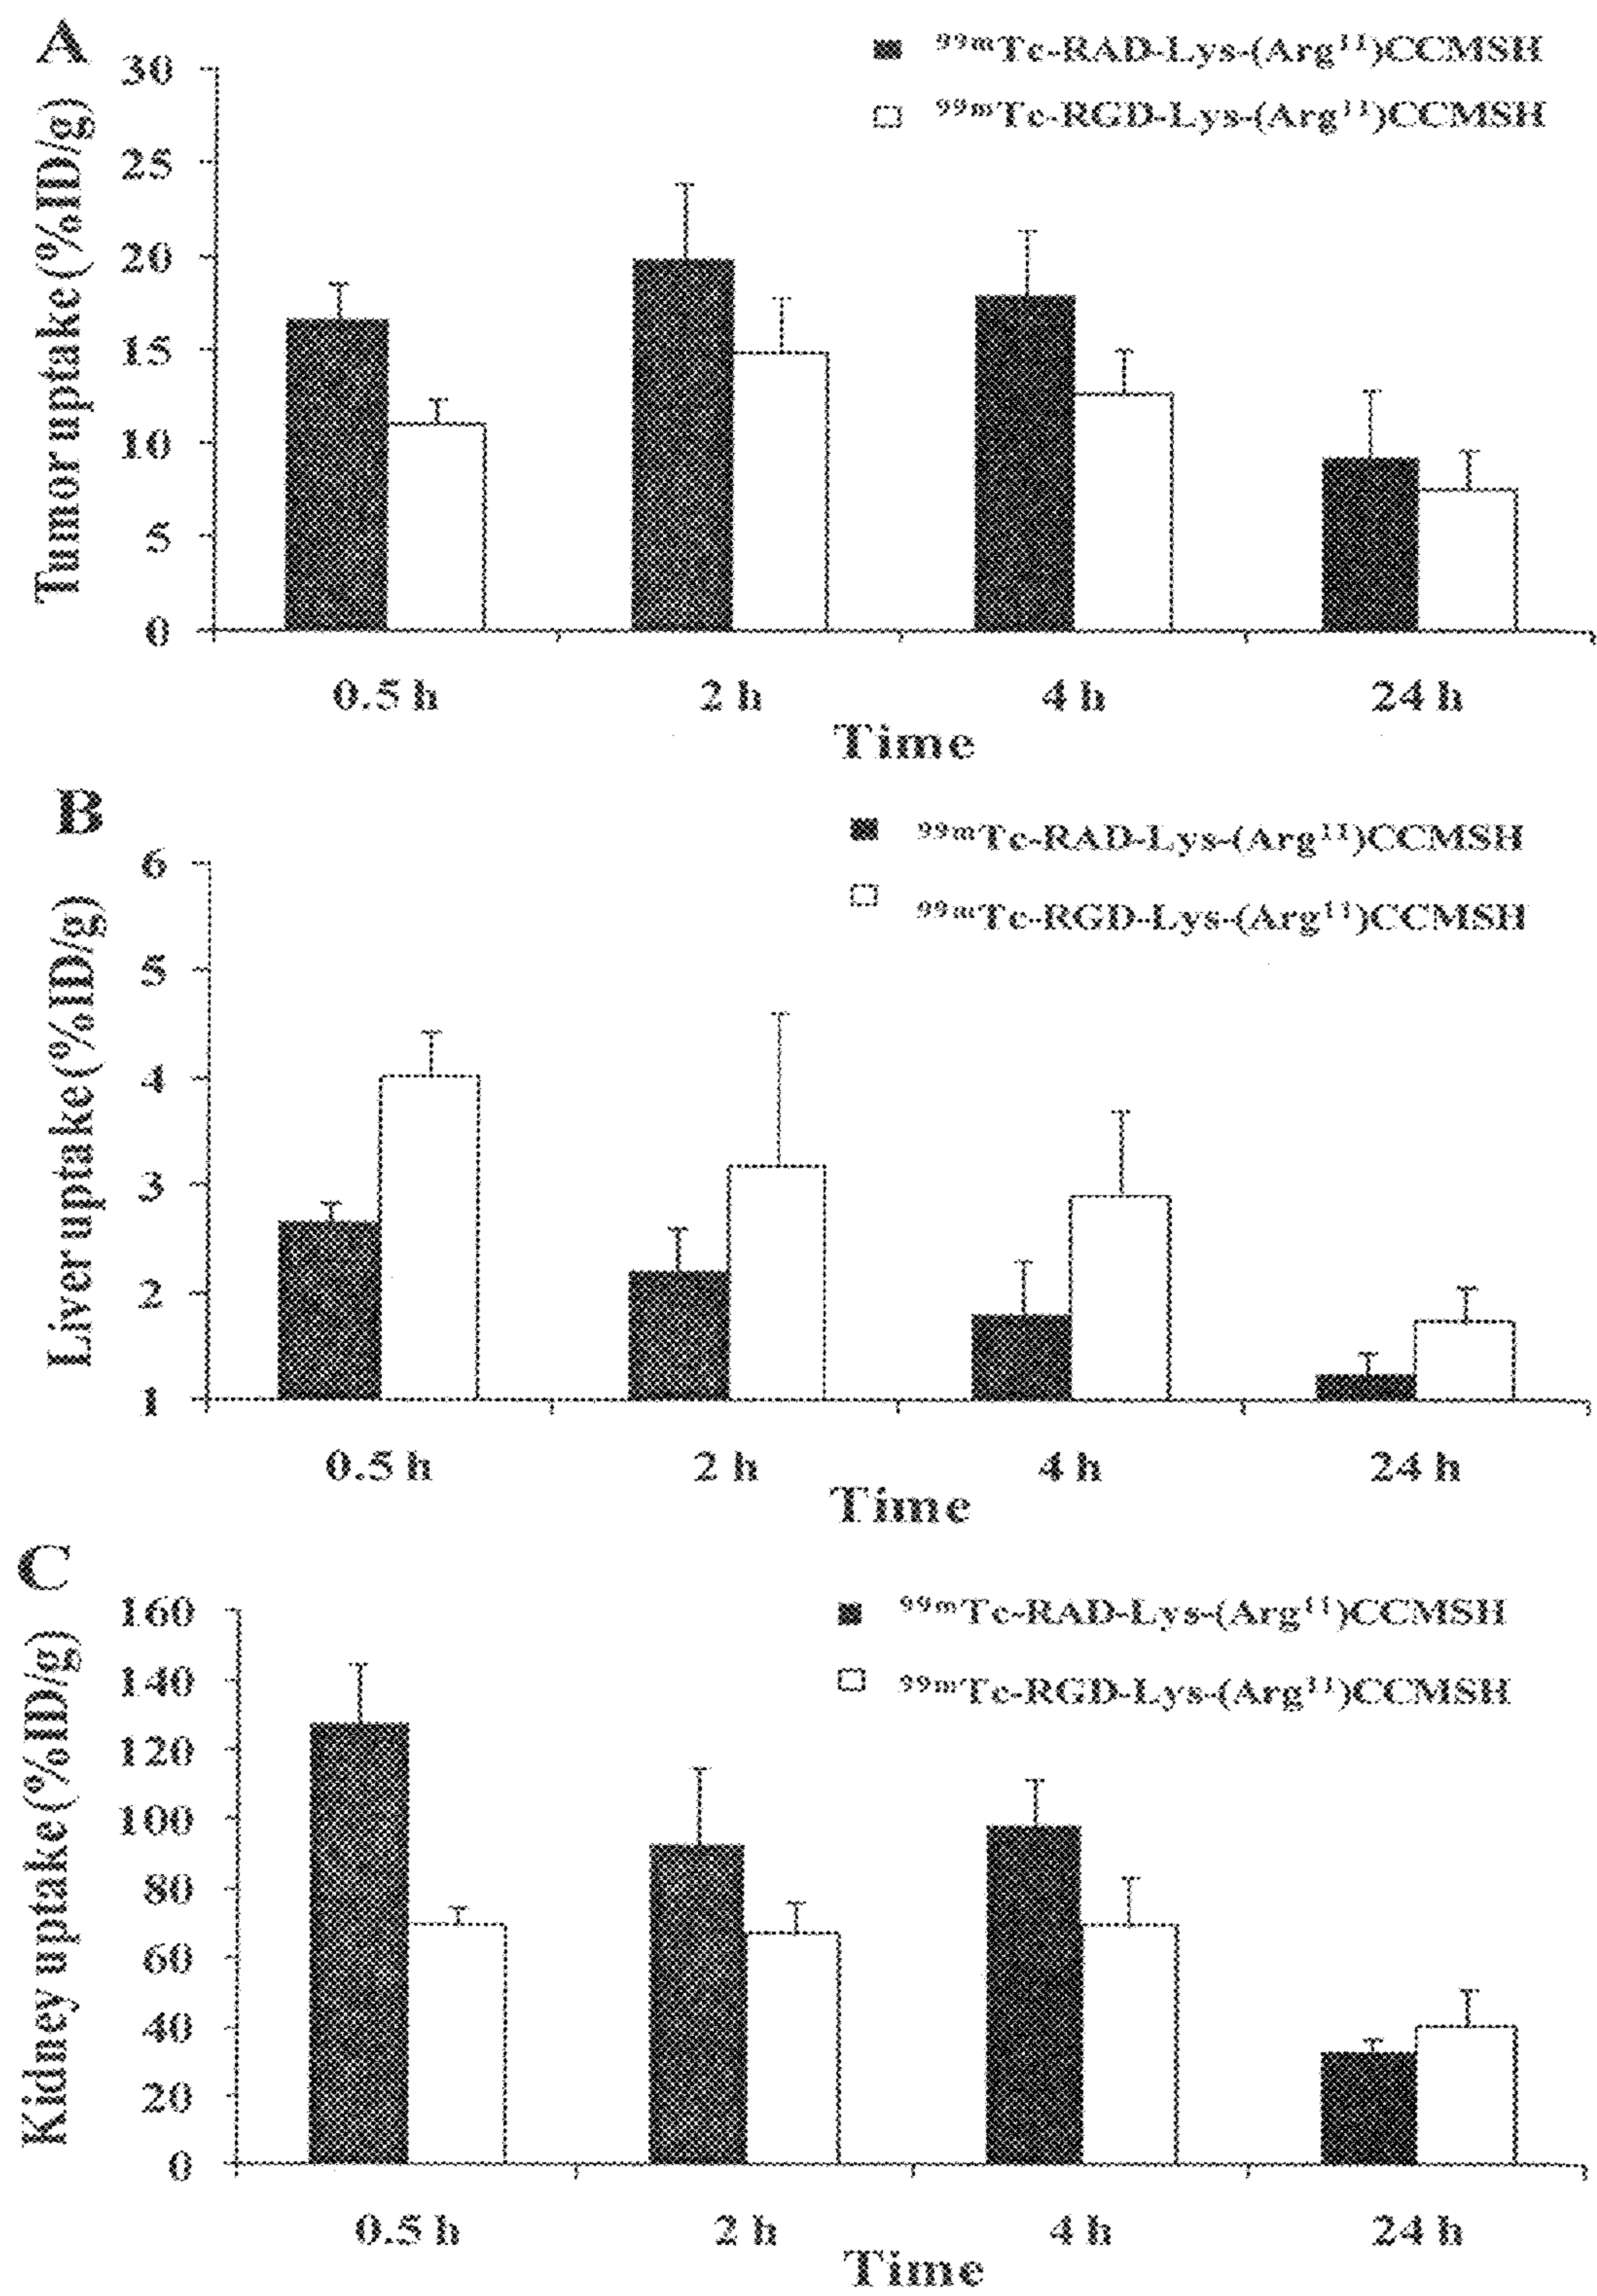 A
⁹⁹ᵐTc-RAD-Lys-(Arg¹¹)CCMSH
⁹⁹ᵐTc-RGD-Lys-(Arg¹¹)CCMSH
Tumor uptake (%ID/g)
30
25
20
15
10
5
0
0.5 h 2 h 4 h 24 h
Time
B
⁹⁹ᵐTc-RAD-Lys-(Arg¹¹)CCMSH
⁹⁹ᵐTc-RGD-Lys-(Arg¹¹)CCMSH
Liver uptake (%ID/g)
6
5
4
3
2
1
0.5 h 2 h 4 h 24 h
Time
C
⁹⁹ᵐTc-RAD-Lys-(Arg¹¹)CCMSH
⁹⁹ᵐTc-RGD-Lys-(Arg¹¹)CCMSH
Kidney uptake (%ID/g)
160
140
120
100
80
60
40
20
0
0.5 h 2 h 4 h 24 h
Time